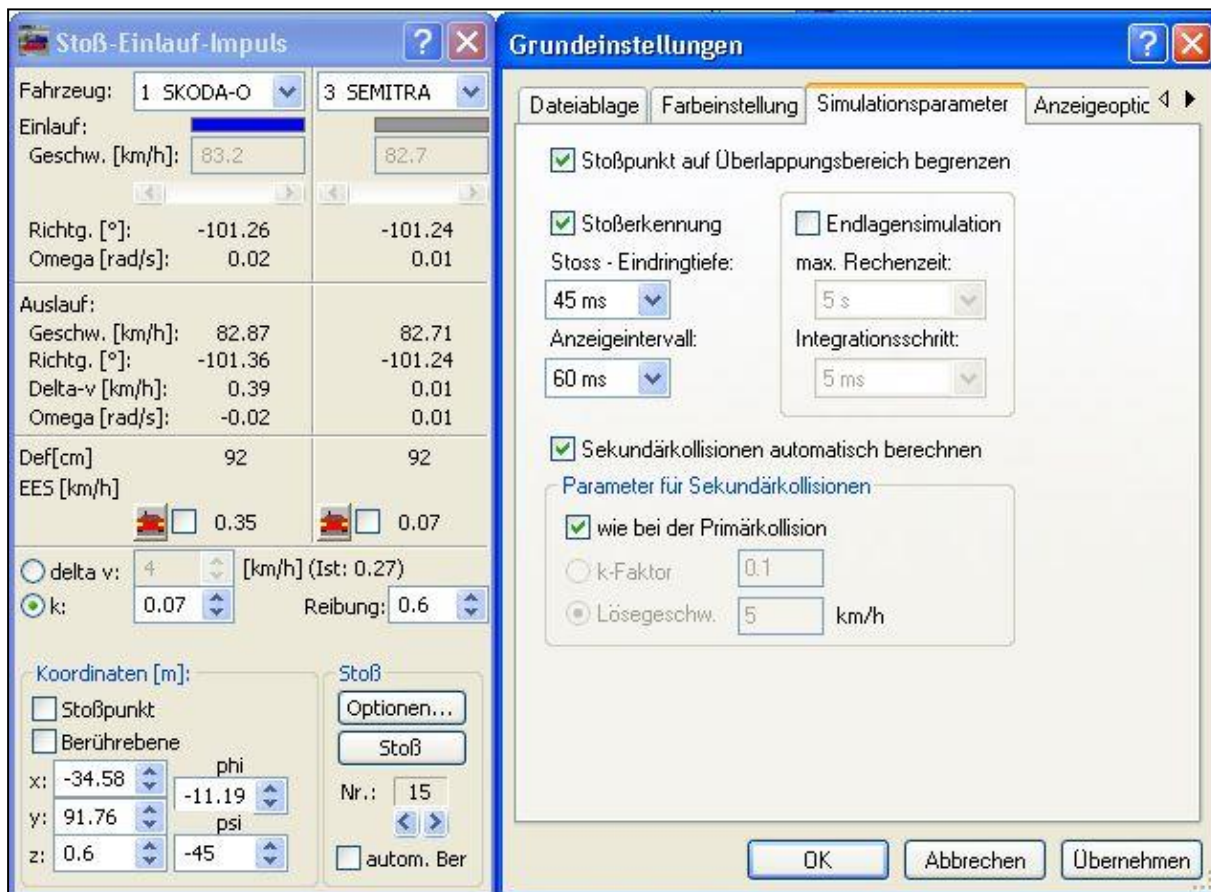 Stoß-Einlauf-Impuls
Fahrzeug: 1 SKODA-O 3 SEMITRA
Einlauf:
Geschw. [km/h]: 83.2 82.7
Richtg. [°]: -101.26 -101.24
Omega [rad/s]: 0.02 0.01
Auslauf:
Geschw. [km/h]: 82.87 82.71
Richtg. [°]: -101.36 -101.24
Delta-v [km/h]: 0.39 0.01
Omega [rad/s]: -0.02 0.01
Def[cm] 92 92
EES [km/h]
0.35 0.07
delta v: 4 [km/h] (Ist: 0.27)
k: 0.07 Reibung: 0.6
Koordinaten [m]:
Stoßpunkt
Berührebene
x: -34.58
phi
-11.19
y: 91.76
psi
z: 0.6 -45
Stoß
Optionen...
Stoß
Nr.: 15
autom. Ber
Grundeinstellungen
Dateiablage Farbeinstellung Simulationsparameter Anzeigeoptic
Stoßpunkt auf Überlappungsbereich begrenzen
Stoßerkennung
Stoss - Eindringtiefe:
45 ms
Anzeigeintervall:
60 ms
Endlagensimulation
max. Rechenzeit:
5 s
Integrationsschritt:
5 ms
Sekundärkollisionen automatisch berechnen
Parameter für Sekundärkollisionen
wie bei der Primärkollision
k-Faktor 0.1
Lösegeschw. 5 km/h
OK Abbrechen Übernehmen